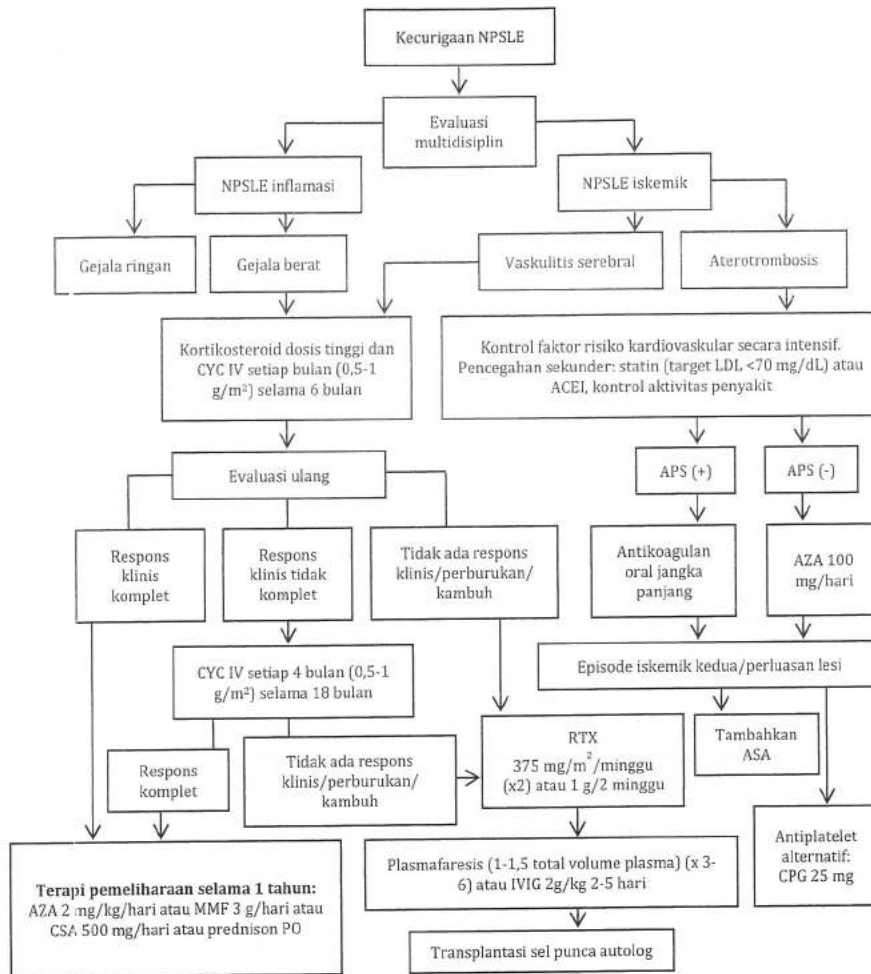 Kecurigaan NPSLE
Evaluasi
multidisiplin
NPSLE inflamasi
NPSLE iskemik
Gejala ringan
Gejala berat
Vaskulitis serebral
Aterotrombosis
Kortikosteroid dosis tinggi dan
CYC IV setiap bulan (0,5-1
g/m²) selama 6 bulan
Kontrol faktor risiko kardiovaskular secara intensif.
Pencegahan sekunder: statin (target LDL <70 mg/dL) atau
ACEI, kontrol aktivitas penyakit
Evaluasi ulang
APS (+)
APS (-)
Respons
klinis
komplet
Respons
klinis tidak
komplet
Tidak ada respons
klinis/perburukan/
kambuh
Antikoagulan
oral jangka
panjang
AZA 100
mg/hari
CYC IV setiap 4 bulan (0,5-1
g/m²) selama 18 bulan
Episode iskemik kedua/perluasan lesi
Respons
komplet
Tidak ada respons
klinis/perburukan/
kambuh
RTX
375 mg/m²/minggu
(x2) atau 1 g/2 minggu
Tambahkan
ASA
Terapi pemeliharaan selama 1 tahun:
AZA 2 mg/kg/hari atau MMF 3 g/hari atau
CSA 500 mg/hari atau prednison PO
Plasmafaresis (1-1,5 total volume plasma) (x 3-
6) atau IVIG 2g/kg 2-5 hari
Antiplatelet
alternatif:
CPG 25 mg
Transplantasi sel punca autolog